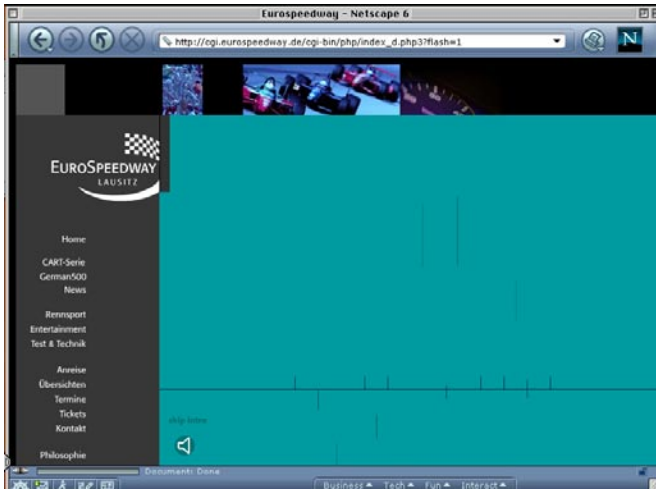 Eurospeedway - Netscape 6
http://cgi.eurospeedway.de/cgi-bin/php/index_d.php3?flash=1
N
EUROSPEEDWAY
LAUSITZ
Home
CART-Serie
German500
News
Rennsport
Entertainment
Test & Technik
Anreise
Übersichten
Termine
Tickets
Kontakt
Philosophie
skip intro
Document: Done
Business Tech Fun Interact